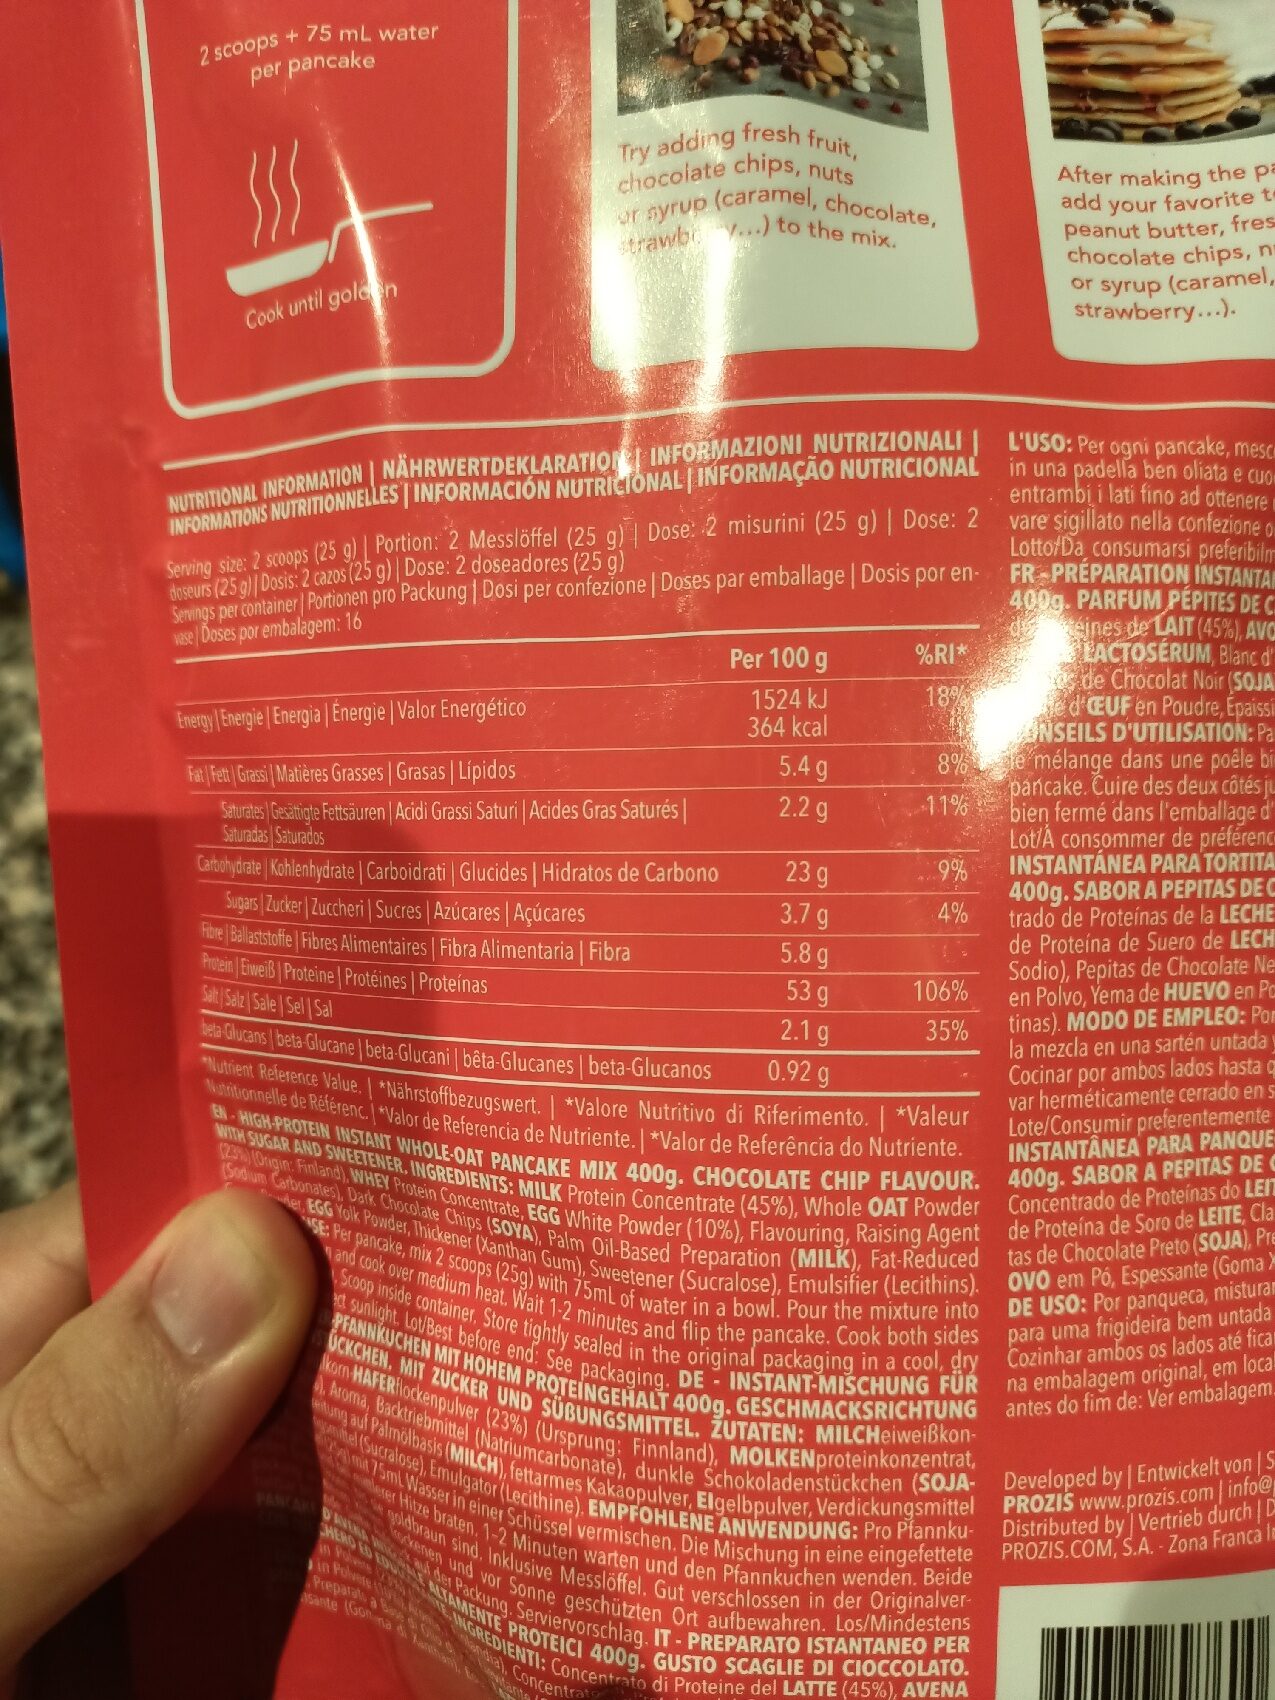 2 scoops + 75 mL water
per pancake
Cook until golden
Try adding fresh fruit,
chocolate chips, nuts
or syrup (caramel, chocolate,
to the mix.
After making the
add your favorite
peanut butter,
chocolate chips,
or syrup (caramel,
strawberry...).
NUTRITIONAL INFORMATION | NÄHRWERTDEKLARATION | INFORMAZIONI NUTRIZIONALI |
INFORMATIONS NUTRITIONNELLES | INFORMACIÓN NUTRICIONAL | INFORMAÇÃO NUTRICIONAL
Serving size: 2 scoops (25 g) | Portion: 2 Messlöffel (25 g) | Dose: 2 misurini (25 g) | Dose: 2
doseurs (25 g) | Dosis: 2 cazos (25 g) | Dose: 2 doseadores (25 g)
Servings per container | Portionen pro Packung | Dosi per confezione | Doses par emballage | Dosis por en-
vase | Doses por embalagem: 16
Per 100 g %RI*
Energy | Energie | Energia | Énergie | Valor Energético 1524 kJ 18%
364 kcal
Fat | Fett | Grassi | Matières Grasses | Grasas | Lípidos 5.4 g 8%
Saturates | Gesättigte Fettsäuren | Acidi Grassi Saturi | Acides Gras Saturés | 2.2 g 11%
Saturadas | Saturados
Carbohydrate | Kohlenhydrate | Carboidrati | Glucides | Hidratos de Carbono 23 g 9%
Sugars | Zucker | Zuccheri | Sucres | Azúcares | Açúcares 3.7 g 4%
Fibre | Ballaststoffe | Fibres Alimentaires | Fibra Alimentaria | Fibra 5.8 g -
Protein | Eiweiß | Proteine | Protéines | Proteínas 53 g 106%
Salt | Salz | Sale | Sel | Sal 2.1 g 35%
beta-Glucans | beta-Glucane | beta-Glucani | bêta-Glucanes | beta-Glucanos 0.92 g -
*Nutrient Reference Value. | *Nährstoffbezugswert. | *Valore Nutritivo di Riferimento. | *Valeur
Nutritionnelle de Référenc. | *Valor de Referencia de Nutriente. | *Valor de Referência do Nutriente.
EN - HIGH-PROTEIN INSTANT WHOLE-OAT PANCAKE MIX 400g. CHOCOLATE CHIP FLAVOUR.
WITH SUGAR AND SWEETENER. INGREDIENTS: MILK Protein Concentrate (45%), Whole OAT Powder
(23%) (Origin: Finland), WHEY Protein Concentrate, EGG White Powder (10%), Flavouring, Raising Agent
(Sodium Carbonates), Dark Chocolate Chips (SOYA), Palm Oil-Based Preparation (MILK), Fat-Reduced
EGG Yolk Powder, Thickener (Xanthan Gum), Sweetener (Sucralose), Emulsifier (Lecithins).
Per pancake, mix 2 scoops (25g) with 75mL of water in a bowl. Pour the mixture into
and cook over medium heat. Wait 1-2 minutes and flip the pancake. Cook both sides
Scoop inside container. Store tightly sealed in the original packaging in a cool, dry
sunlight. Lot/Best before end: See packaging. DE - INSTANT-MISCHUNG FÜR
PFANNKUCHEN MIT HOHEM PROTEINGEHALT 400g. GESCHMACKSRICHTUNG
MIT ZUCKER UND SÜßUNGSMITTEL. ZUTATEN: MILCHeiweißkon-
HAFERflockenpulver (23%) (Ursprung: Finnland), MOLKENproteinkonzentrat,
Aroma, Backtriebmittel (Natriumcarbonate), dunkle Schokoladenstückchen (SOJA-
auf Palmölbasis (MILCH), fettarmes Kakaopulver, EIgelbpulver, Verdickungsmittel
(Sucralose), Emulgator (Lecithine). EMPFOHLENE ANWENDUNG: Pro Pfannku-
mit 75mL Wasser in einer Schüssel vermischen. Die Mischung in eine eingefettete
Hitze braten, 1-2 Minuten warten und den Pfannkuchen wenden. Beide
goldbraun sind. Inklusive Messlöffel. Gut verschlossen in der Originalver-
und vor Sonne geschützten Ort aufbewahren. Los/Mindestens
der Packung. Serviervorschlag. IT - PREPARATO ISTANTANEO PER
ALTAMENTE PROTEICI 400g. GUSTO SCAGLIE DI CIOCCOLATO.
INGREDIENTI: Concentrato di Proteine del LATTE (45%), AVENA
L'USO: Per ogni pancake,
in una padella ben oliata e
entrambi i lati fino ad ottenere
vare sigillato nella confezione
Lotto/Da consumarsi
FR - PRÉPARATION
400g. PARFUM PÉPITES DE
de LAIT (45%),
LACTOSÉRUM, Blanc
de Chocolat Noir (SOJA
d'ŒUF en Poudre,
D'UTILISATION:
mélange dans une poêle
pancake. Cuire des deux côtés
bien fermé dans l'emballage
Lot/À consommer de
INSTANTÁNEA PARA
400g. SABOR A PEPITAS DE
trado de Proteínas de la LECHE
de Proteína de Suero de
Sodio), Pepitas de Chocolate
en Polvo, Yema de HUEVO en
tinas). MODO DE EMPLEO:
la mezcla en una sartén untada
Cocinar por ambos lados hasta
var herméticamente cerrado en
Lote/Consumir preferentemente
INSTANTÂNEA PARA
400g. SABOR A PEPITAS DE
Concentrado de Proteínas do
de Proteína de Soro de LEITE,
tas de Chocolate Preto (SOJA),
OVO em Pó, Espessante (Goma
DE USO: Por panqueca,
para uma frigideira bem untada
Cozinhar ambos os lados até
na embalagem original, em
antes do fim de: Ver embalagem.
Developed by | Entwickelt von |
PROZIS www.prozis.com |
Distributed by | Vertrieb durch |
PROZIS.COM, S.A. - Zona Franca